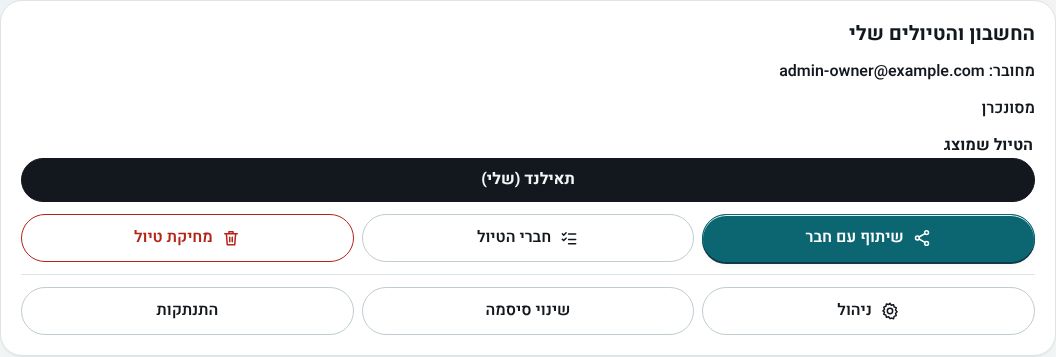 החשבון והטיולים שלי
מחובר: admin-owner@example.com
מסונכרן
הטיול שמוצג
תאילנד (שלי)
שיתוף עם חבר
חברי הטיול
מחיקת טיול
ניהול
שינוי סיסמה
התנתקות